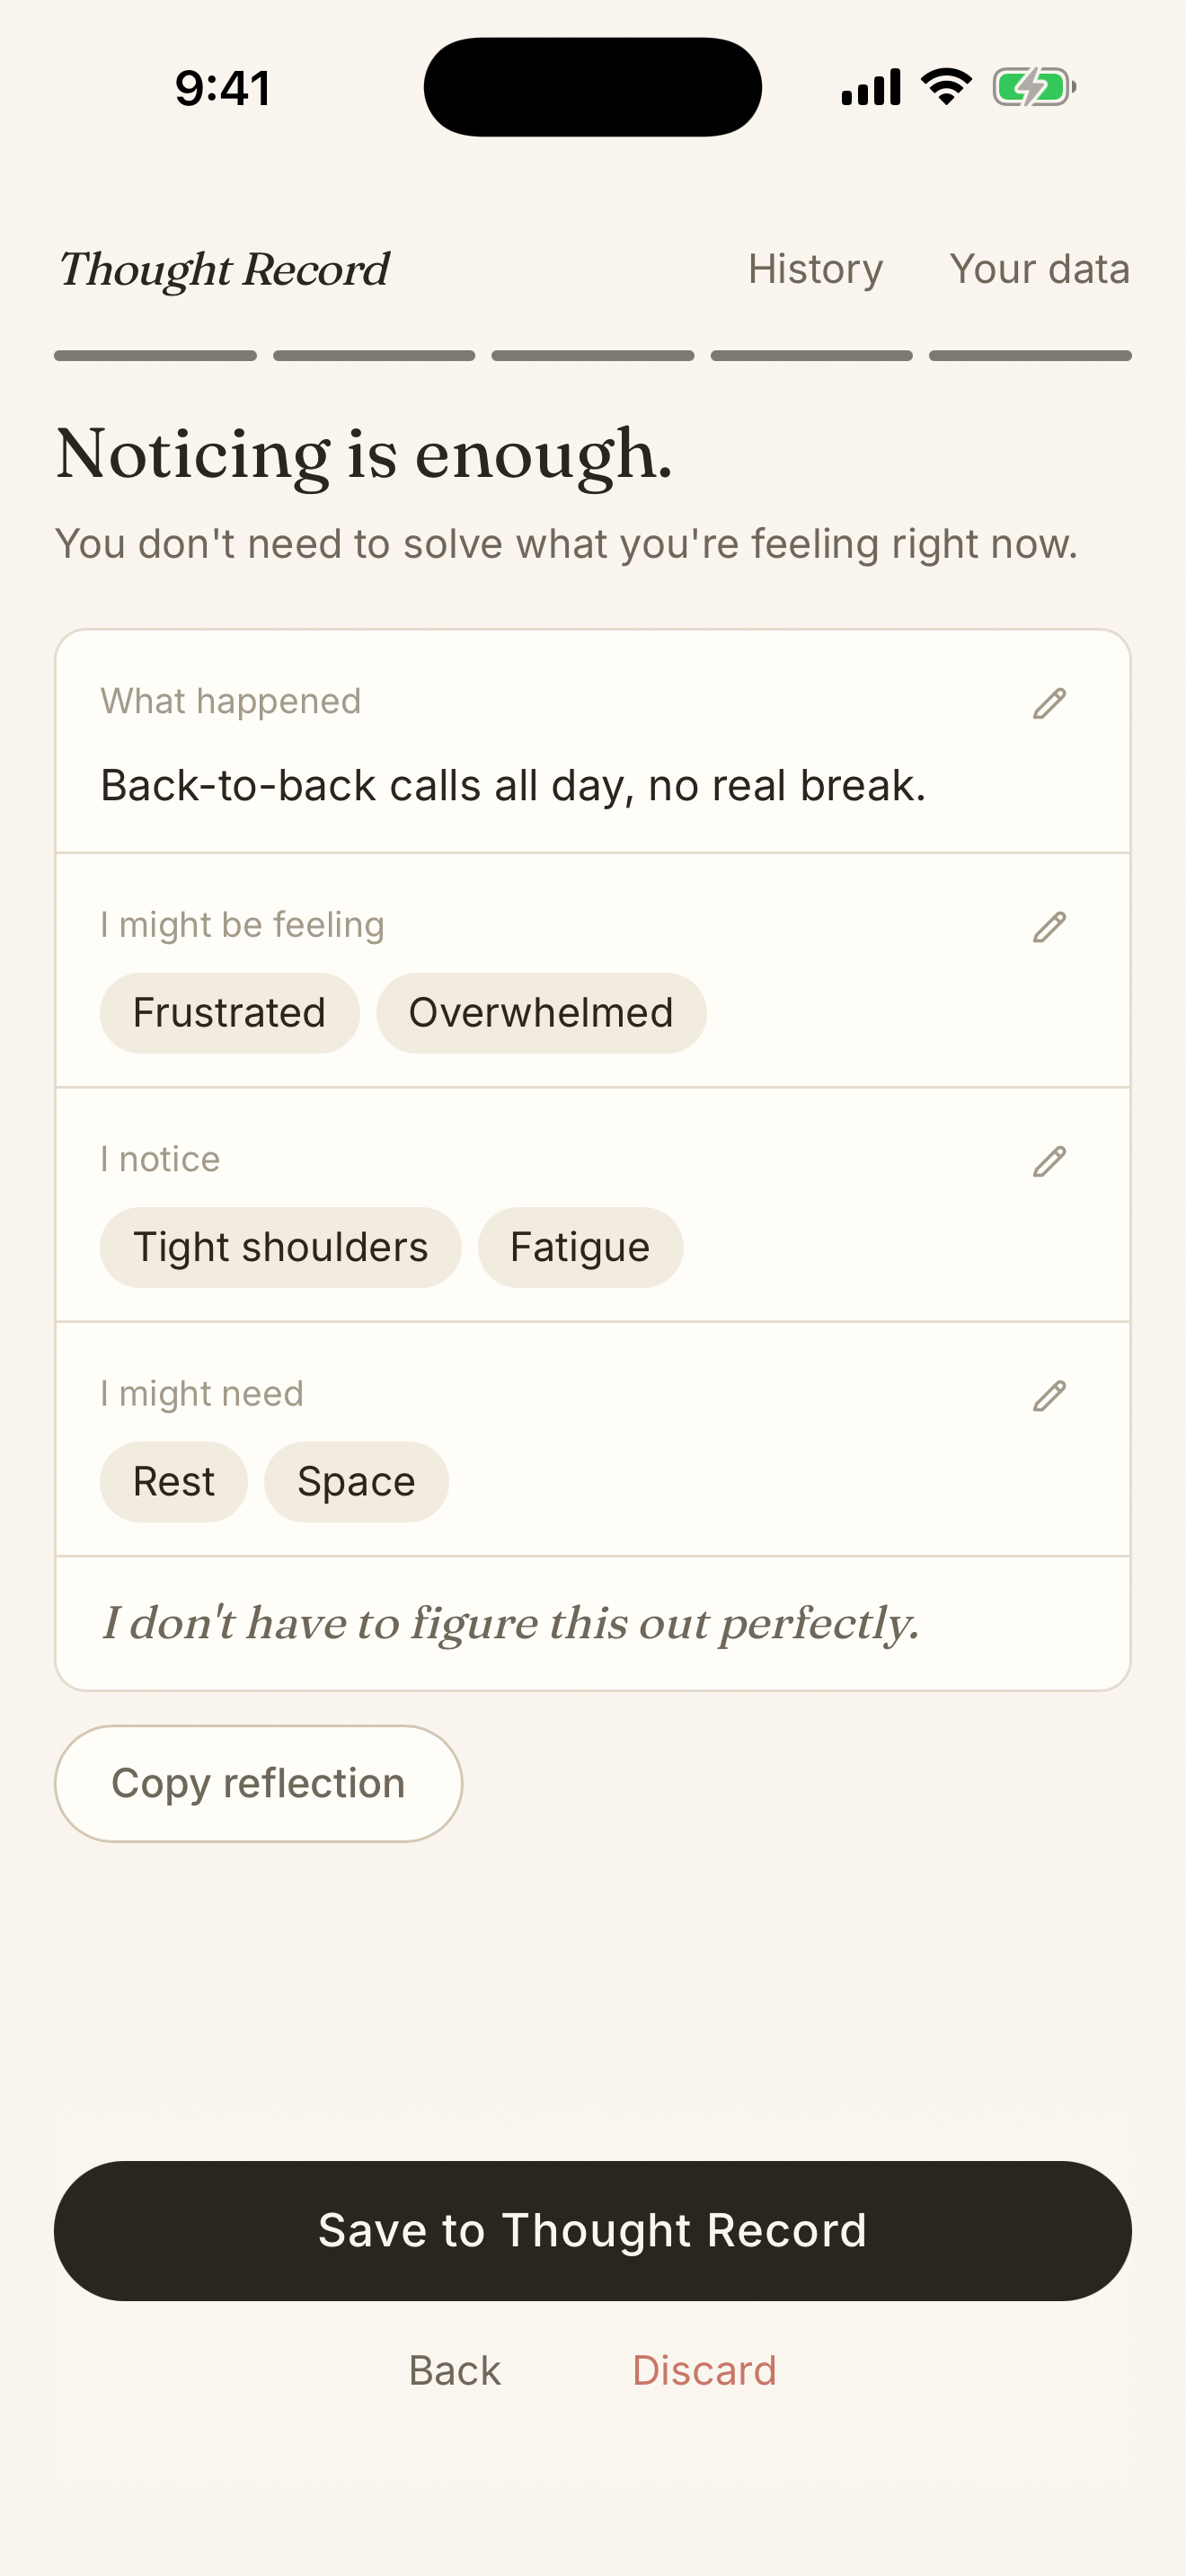 9:41
Thought Record
History
Your data
Noticing is enough.
You don't need to solve what you're feeling right now.
What happened
Back-to-back calls all day, no real break.
I might be feeling
Frustrated
Overwhelmed
I notice
Tight shoulders
Fatigue
I might need
Rest
Space
I don't have to figure this out perfectly.
Copy reflection
Save to Thought Record
Back
Discard